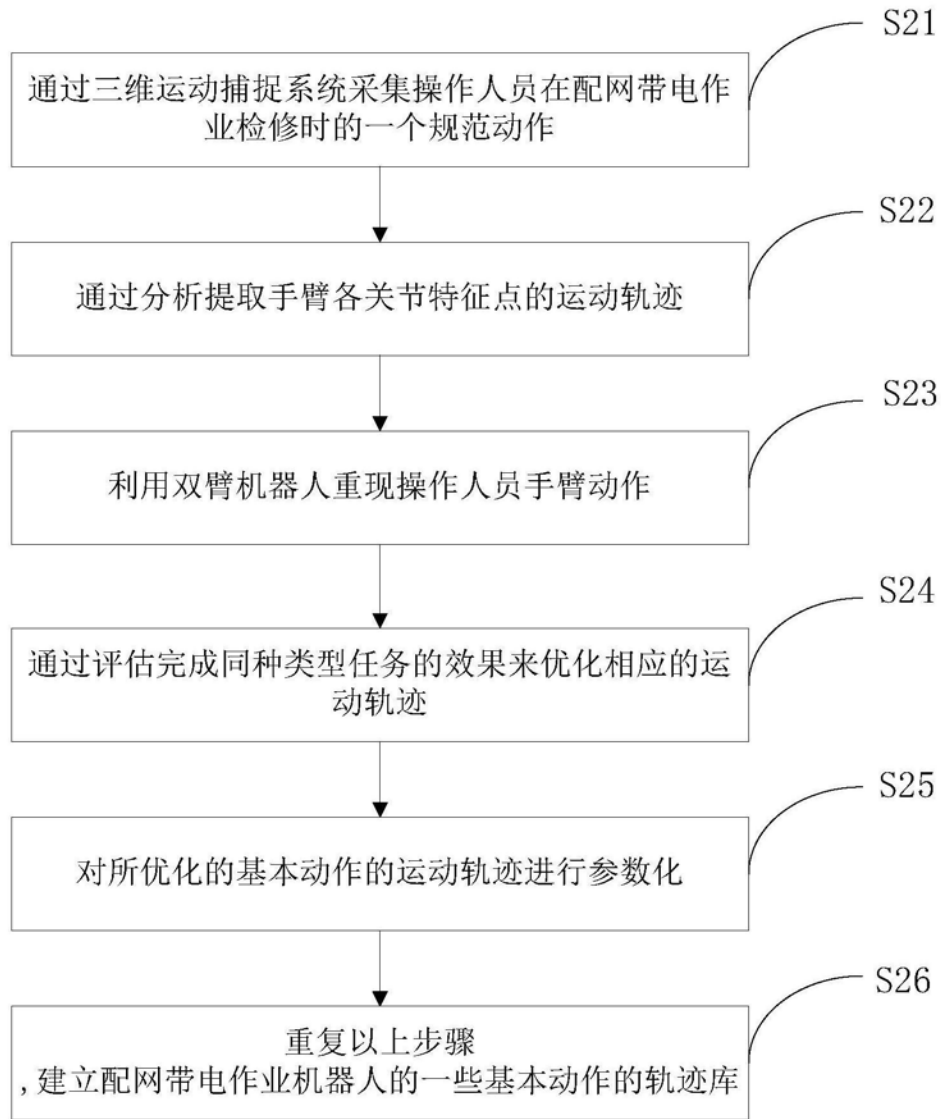 S21
通过三维运动捕捉系统采集操作人员在配网带电作
业检修时的一个规范动作
S22
通过分析提取手臂各关节特征点的运动轨迹
S23
利用双臂机器人重现操作人员手臂动作
S24
通过评估完成同种类型任务的效果来优化相应的运
动轨迹
S25
对所优化的基本动作的运动轨迹进行参数化
S26
重复以上步骤
,建立配网带电作业机器人的一些基本动作的轨迹库